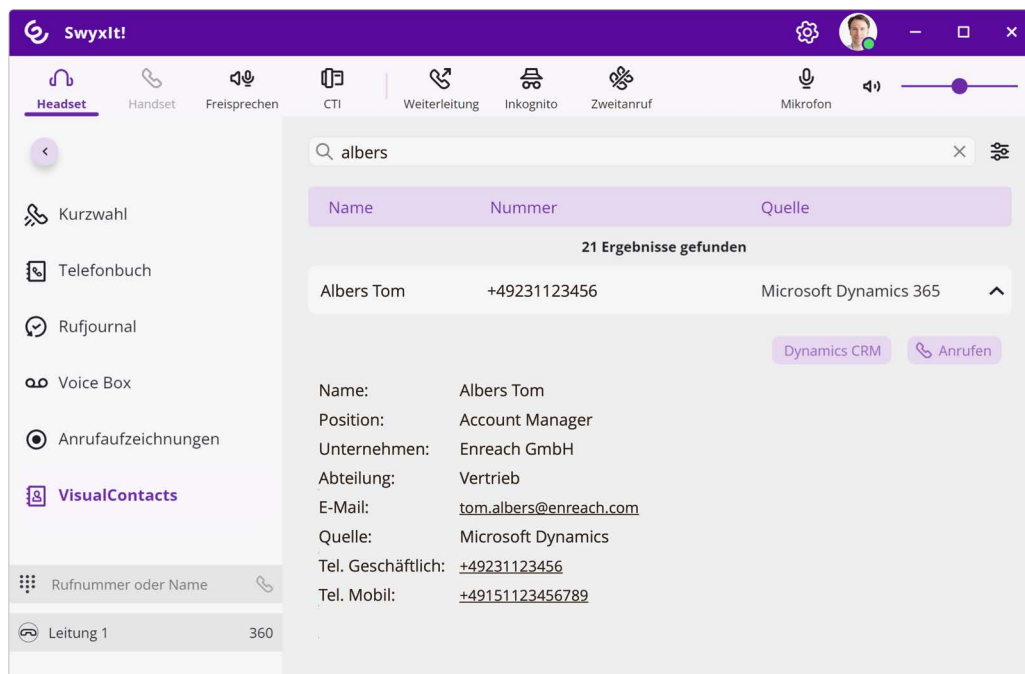 SwyxIt!
Headset Handset Freisprechen CTI Weiterleitung Inkognito Zweitanruf Mikrofon
albers
Kurzwahl
Telefonbuch
Rufjournal
Voice Box
Anrufaufzeichnungen
VisualContacts
Rufnummer oder Name
Leitung 1 360
Name Nummer Quelle
21 Ergebnisse gefunden
Albers Tom +49231123456 Microsoft Dynamics 365
Dynamics CRM Anrufen
Name: Albers Tom
Position: Account Manager
Unternehmen: Enreach GmbH
Abteilung: Vertrieb
E-Mail: tom.albers@enreach.com
Quelle: Microsoft Dynamics
Tel. Geschäftlich: +49231123456
Tel. Mobil: +49151123456789